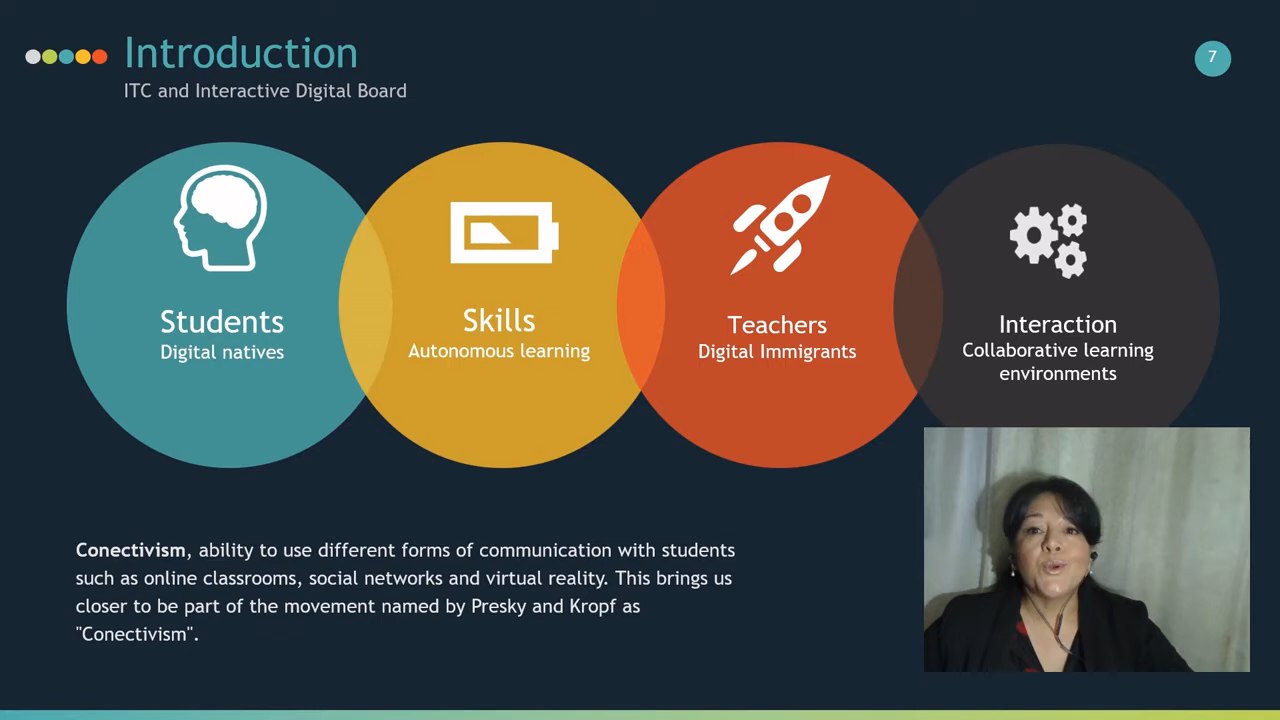 Introduction
ITC and Interactive Digital Board
7
Students
Digital natives
Skills
Autonomous learning
Teachers
Digital Immigrants
Interaction
Collaborative learning
environments
Conectivism, ability to use different forms of communication with students
such as online classrooms, social networks and virtual reality. This brings us
closer to be part of the movement named by Presky and Kropf as
"Conectivism".